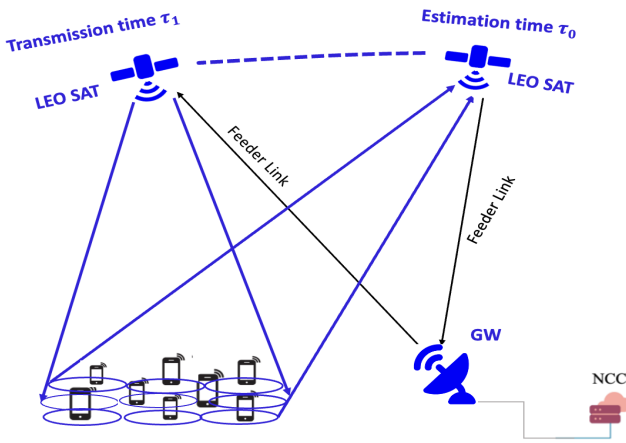 Transmission time τ₁
Estimation time τ₀
LEO SAT
LEO SAT
Feeder Link
Feeder Link
GW
NCC